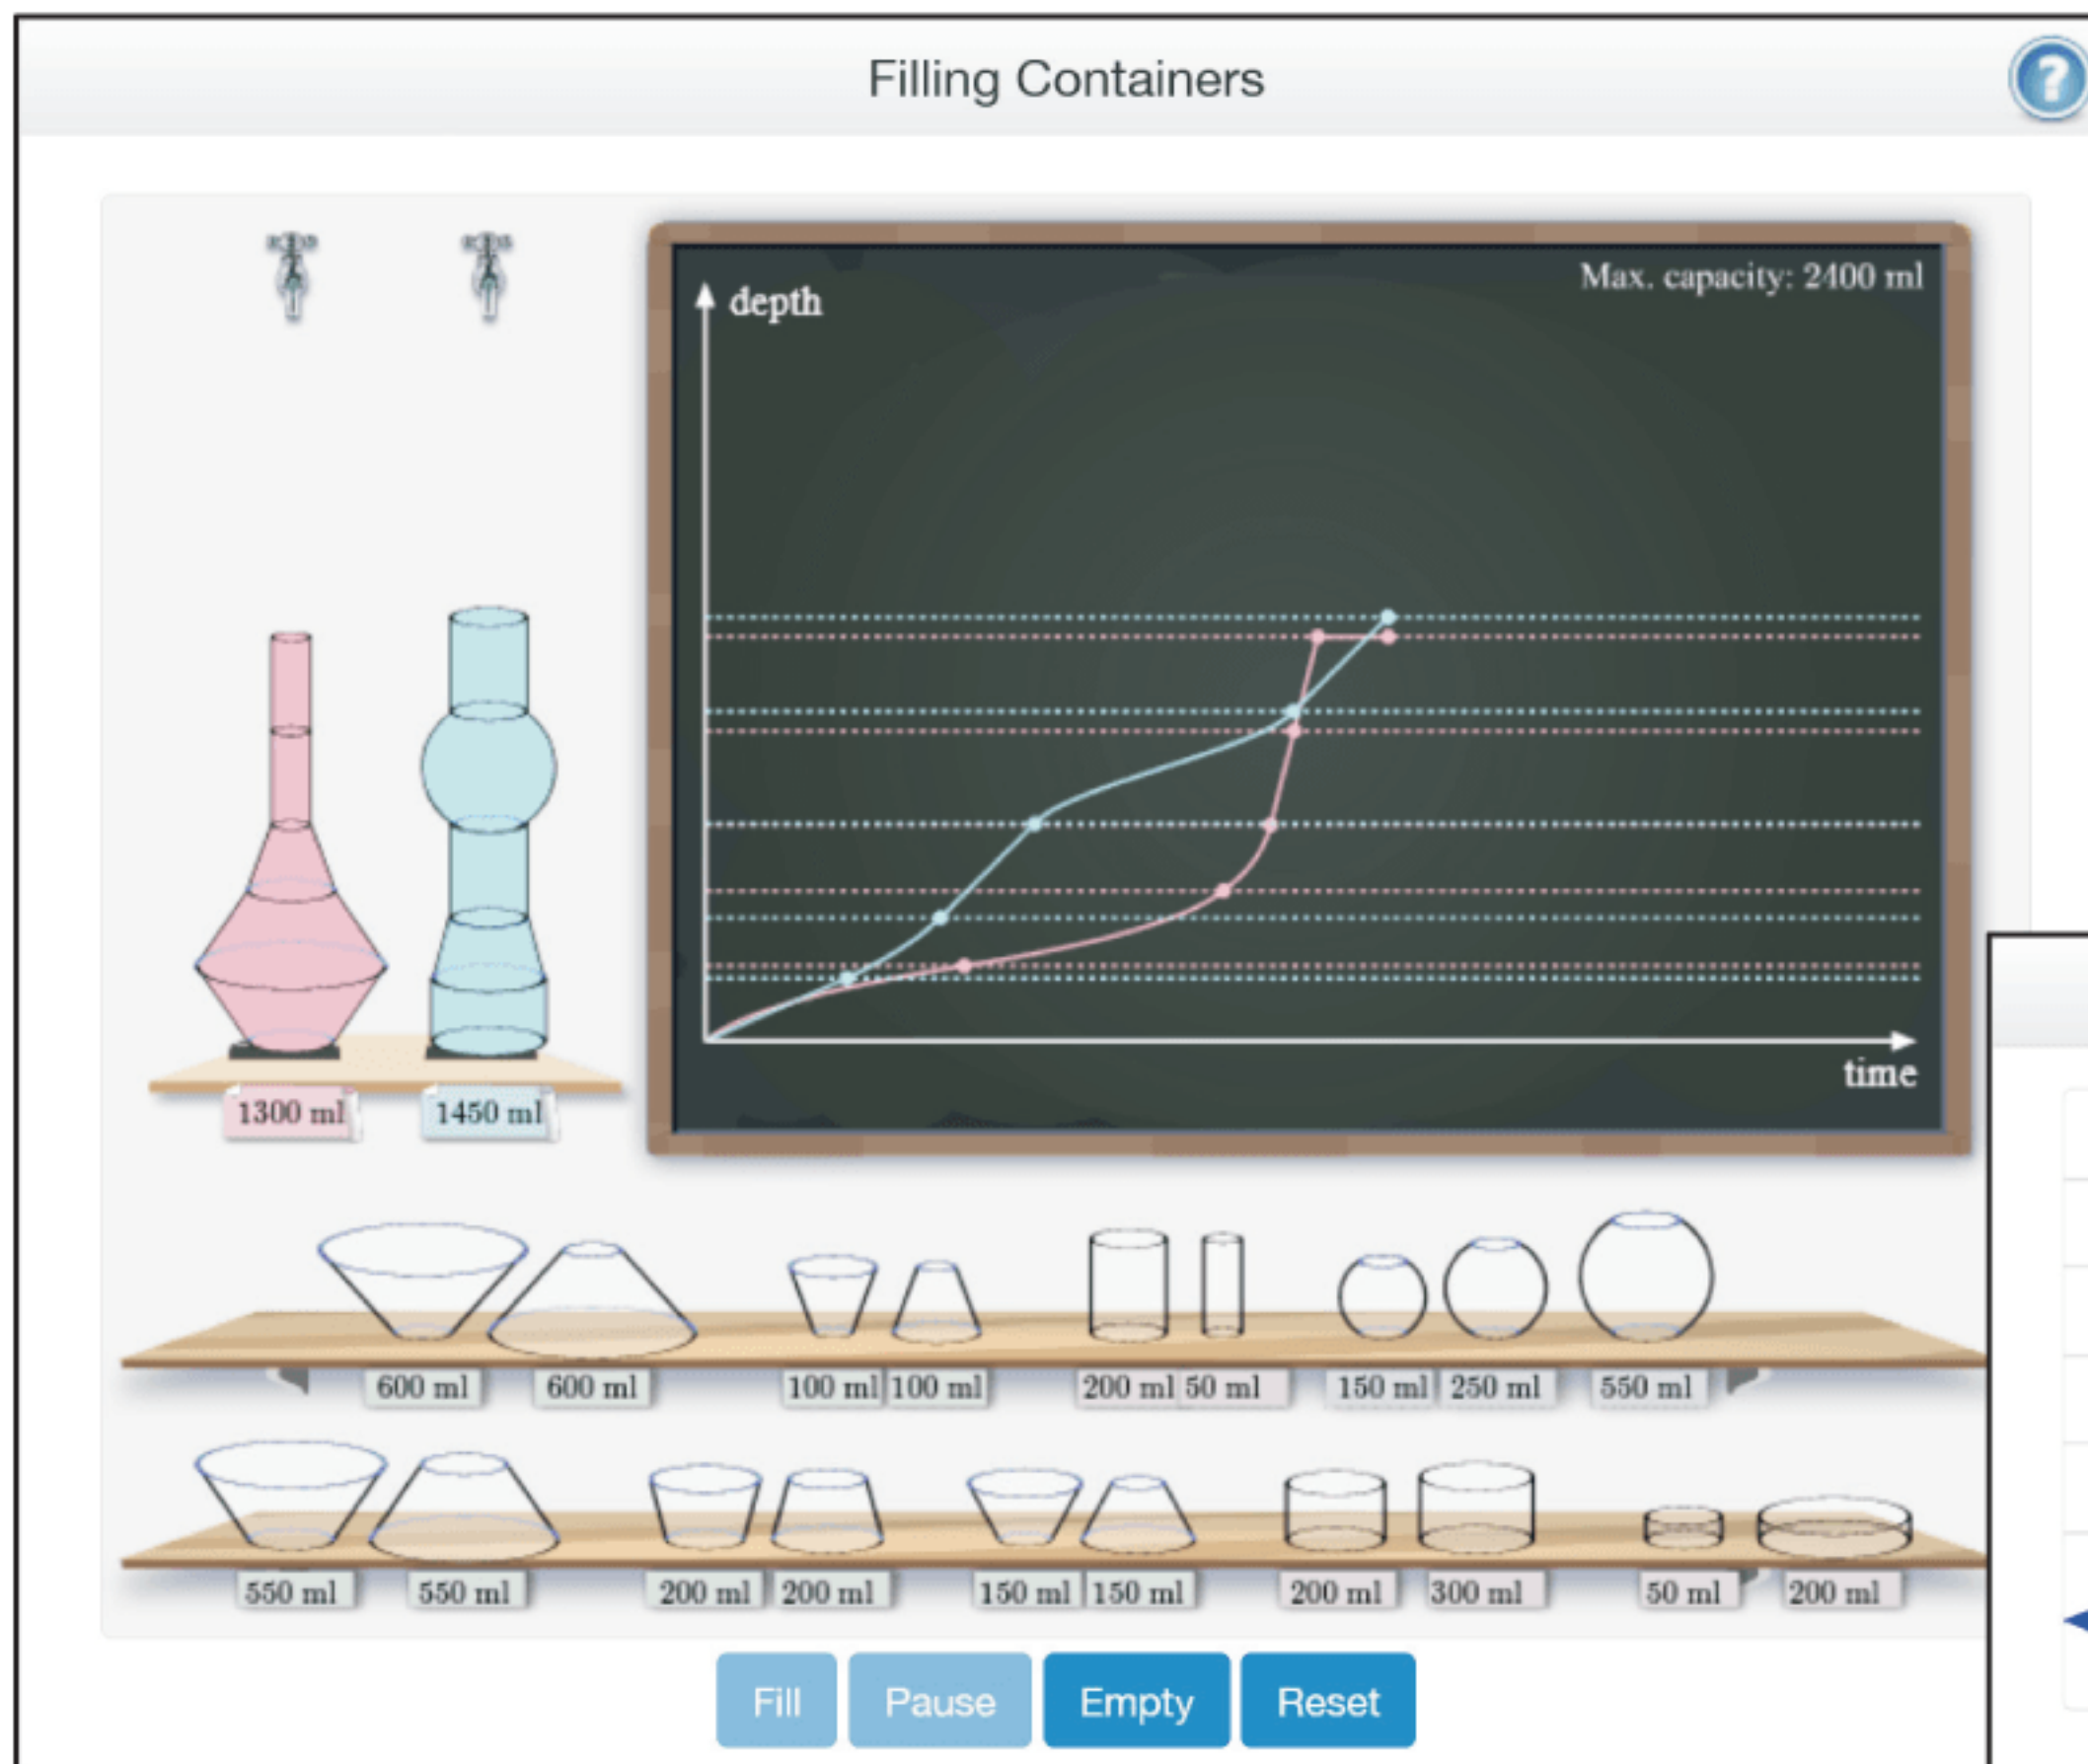 Filling Containers
?
Max. capacity: 2400 ml
depth
time
1300 ml 1450 ml
600 ml 600 ml 100 ml 100 ml 200 ml 50 ml 150 ml 250 ml 550 ml
550 ml 550 ml 200 ml 200 ml 150 ml 150 ml 200 ml 300 ml 50 ml 200 ml
Fill Pause Empty Reset